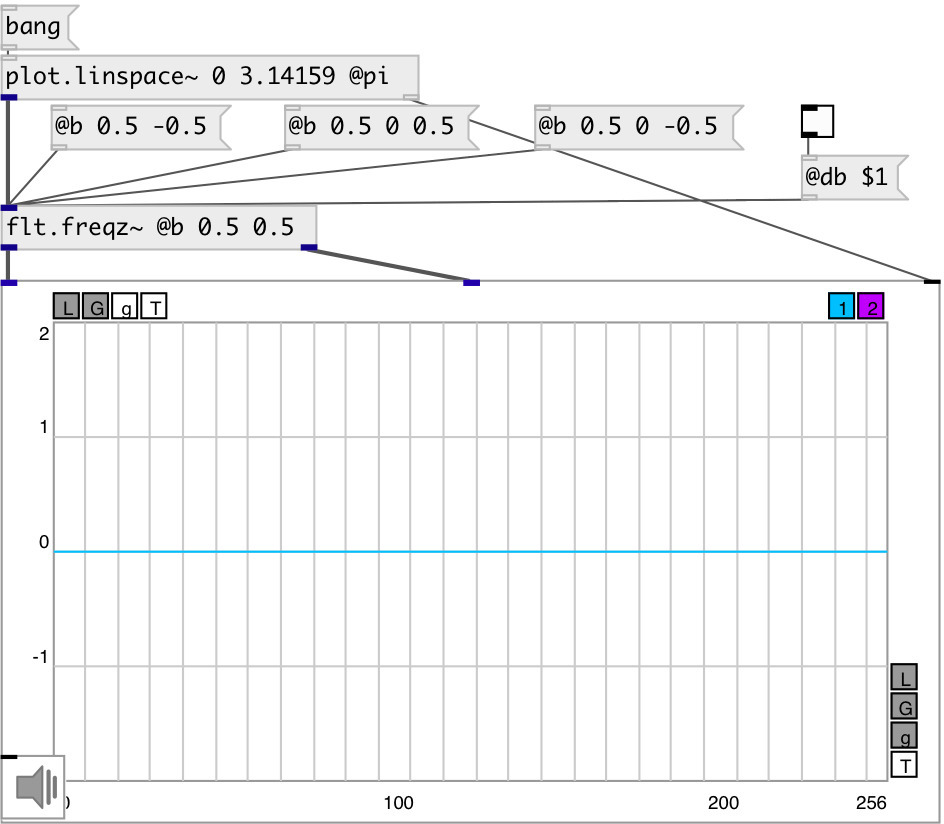 bang
plot.linspace~ 0 3.14159 @pi
@b 0.5 -0.5
@b 0.5 0 0.5
@b 0.5 0 -0.5
@db $1
flt.freqz~ @b 0.5 0.5
L G g T
1 2
2
1
0
-1
L
G
g
T
0 100 200 256